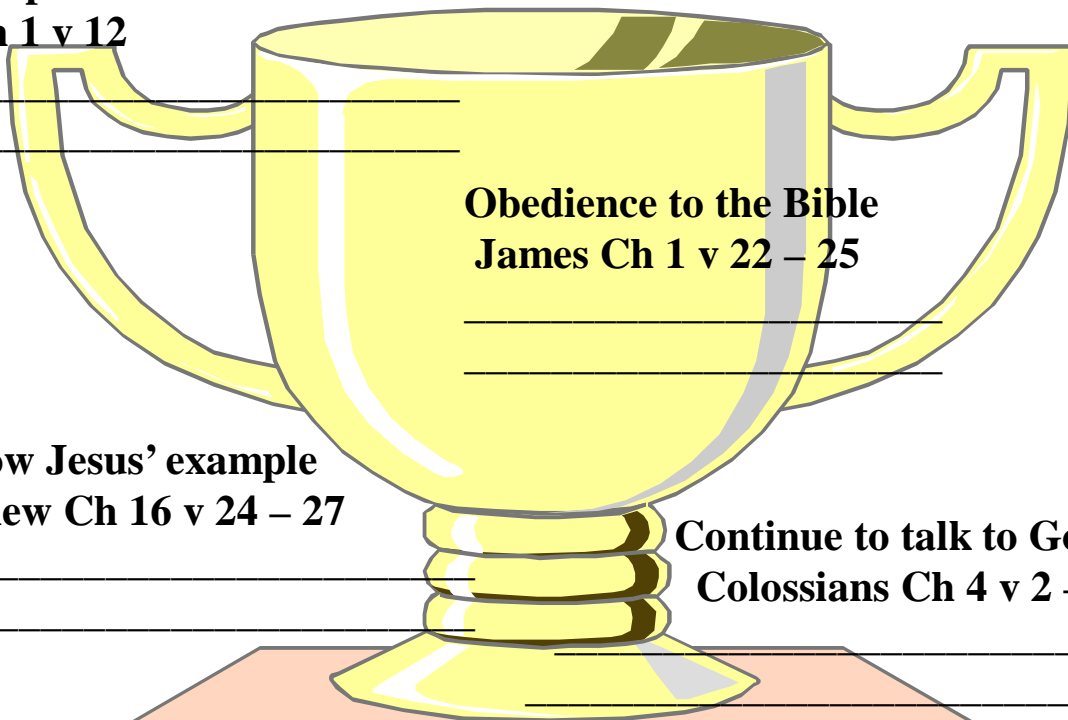 1 v 12
Obedience to the Bible
James Ch 1 v 22 – 25
Jesus’ example
Ch 16 v 24 – 27
Continue to talk to
Colossians Ch 4 v 2